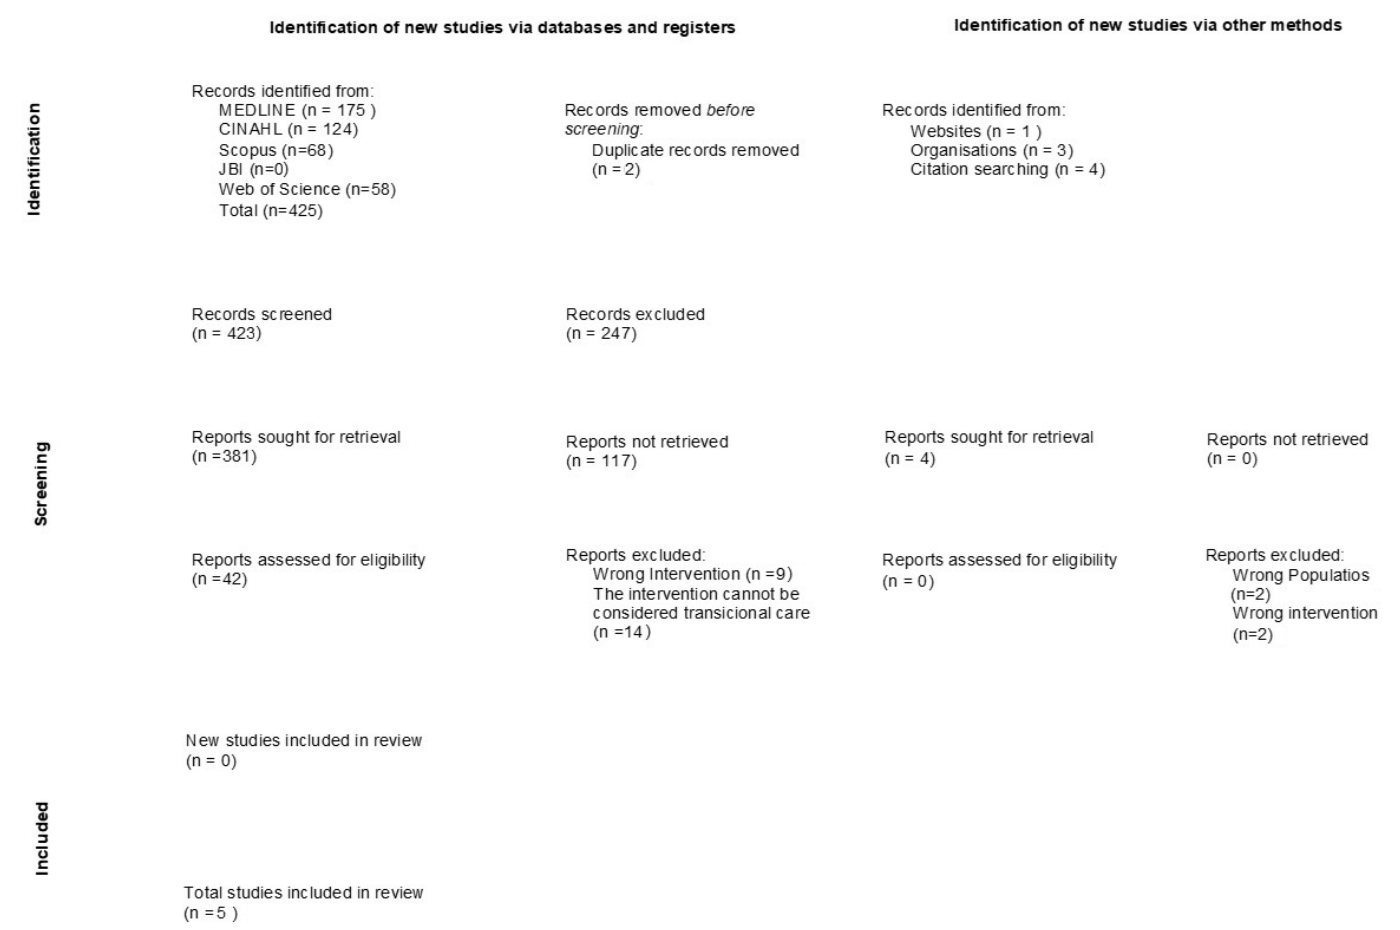 Identification of new studies via databases and registers
Identification of new studies via other methods
Identification
Records identified from:
MEDLINE (n = 175 )
CINAHL (n = 124)
Scopus (n=68)
JBI (n=0)
Web of Science (n=58)
Total (n=425)
Records removed before
screening:
Duplicate records removed
(n = 2)
Records identified from:
Websites (n = 1 )
Organisations (n = 3)
Citation searching (n = 4)
Screening
Records screened
(n = 423)
Records excluded
(n = 247)
Reports sought for retrieval
(n =381)
Reports not retrieved
(n = 117)
Reports sought for retrieval
(n = 4)
Reports not retrieved
(n = 0)
Reports assessed for eligibility
(n =42)
Reports excluded:
Wrong Intervention (n =9)
The intervention cannot be
considered transicional care
(n =14)
Reports assessed for eligibility
(n = 0)
Reports excluded:
Wrong Populatios
(n=2)
Wrong intervention
(n=2)
Included
New studies included in review
(n = 0)
Total studies included in review
(n =5 )